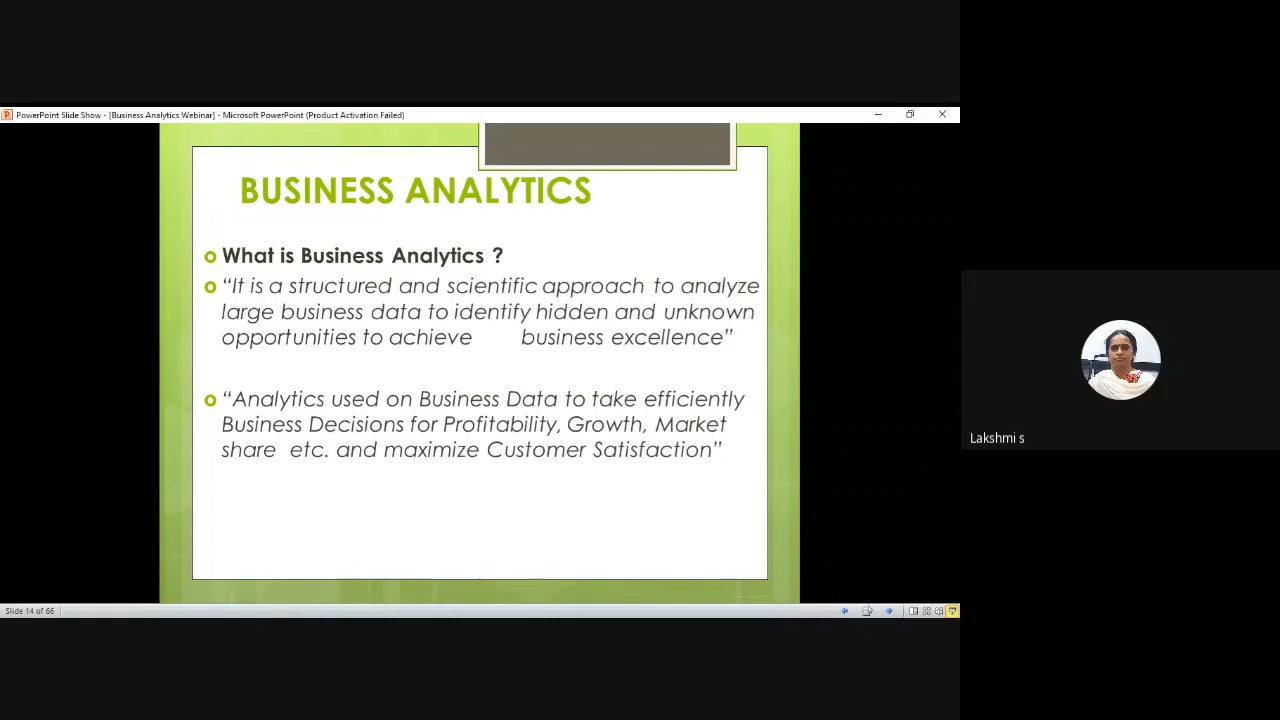 PowerPoint Slide Show - [Business Analytics Webinar] - Microsoft PowerPoint (Product Activation Failed)
BUSINESS ANALYTICS
What is Business Analytics ?
“It is a structured and scientific approach to analyze
large business data to identify hidden and unknown
opportunities to achieve business excellence”
“Analytics used on Business Data to take efficiently
Business Decisions for Profitability, Growth, Market
share etc. and maximize Customer Satisfaction”
Lakshmi s
Slide 14 of 66